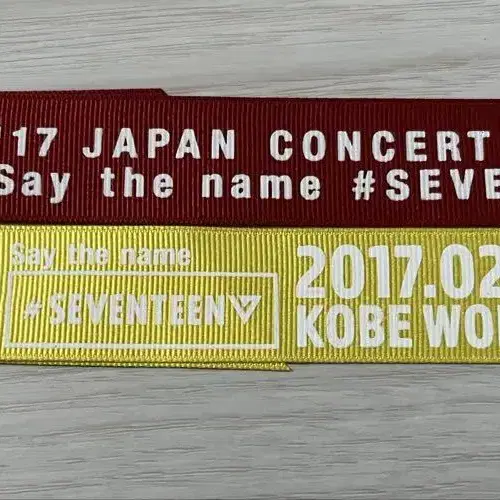 '17 JAPAN CONCERT
Say the name #SEVE
Say the name
#SEVENTEEN
2017.02
KOBE WO